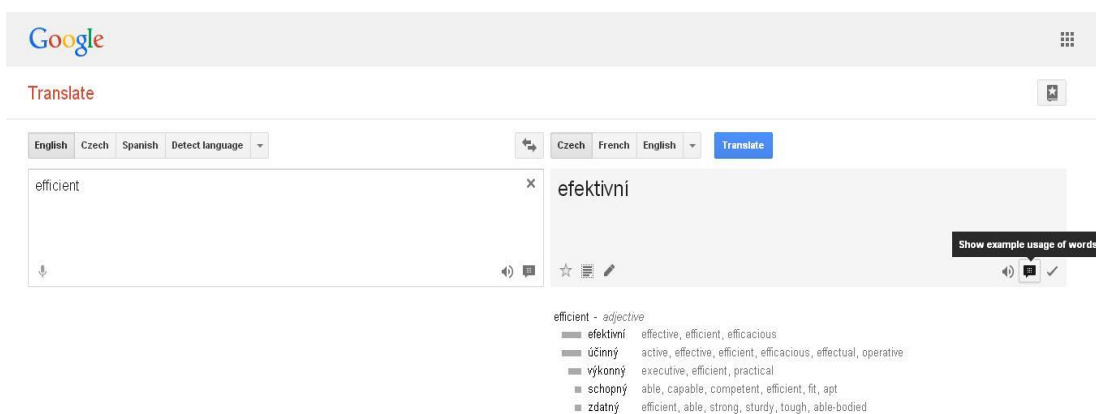 Google
Translate
English Czech Spanish Detect language Czech French English Translate
efficient efektivní
Show example usage of words
efficient - adjective
efektivní effective, efficient, efficacious
účinný active, effective, efficient, efficacious, effectual, operative
výkonný executive, efficient, practical
schopný able, capable, competent, efficient, fit, apt
zdatný efficient, able, strong, sturdy, tough, able-bodied